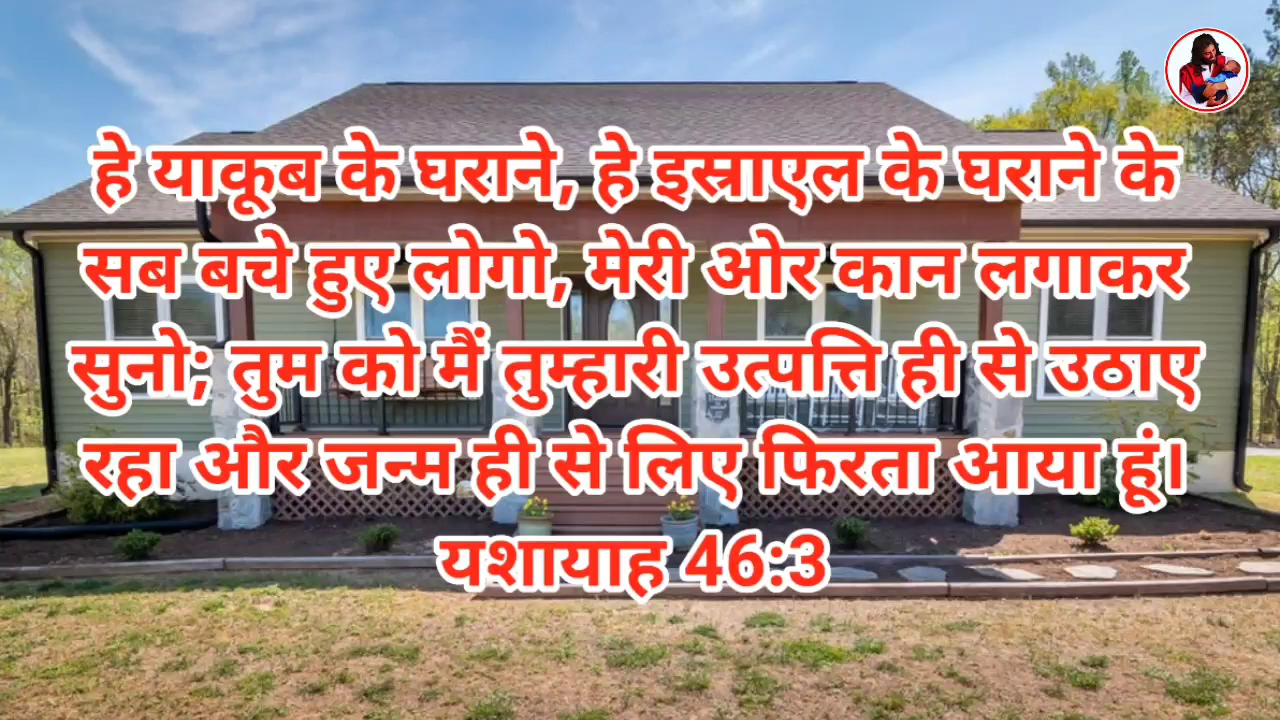 हे याकूब के घराने, हे इस्राएल के घराने के
सब बचे हुए लोगो, मेरी ओर कान लगाकर
सुनो; तुम को मैं तुम्हारी उत्पत्ति ही से उठाए
रहा और जन्म ही से लिए फिरता आया हूं।
यशायाह 46:3